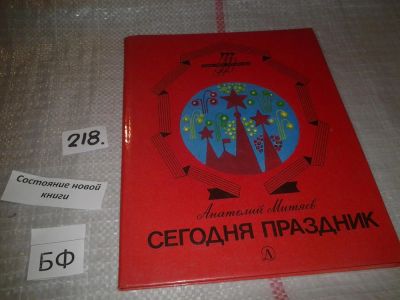 218.
Состояние новой
книги
БФ
Анатолий Митяев
СЕГОДНЯ ПРАЗДНИК
Д